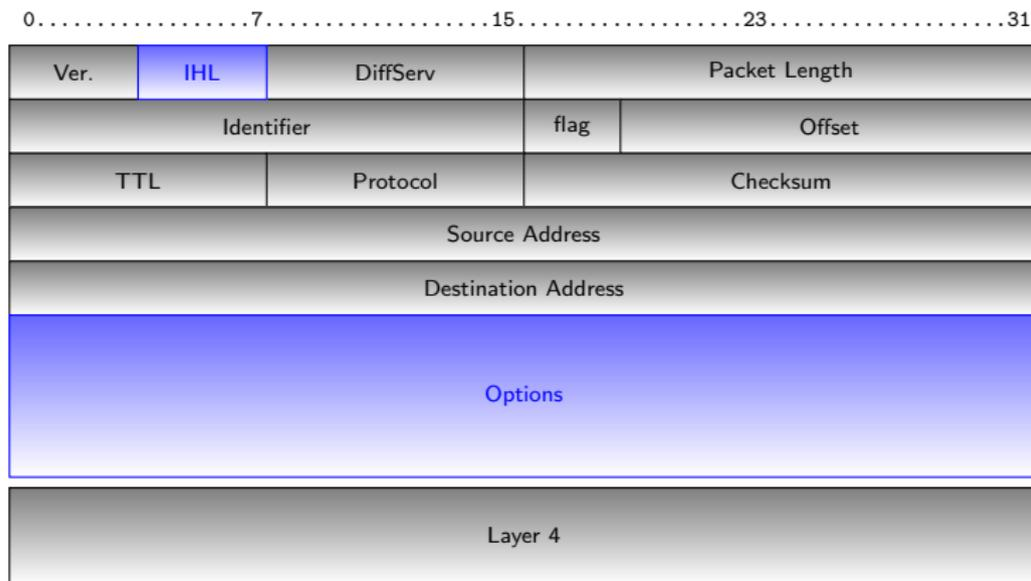 0.....................7.....................15.....................23.....................31
Ver. IHL DiffServ Packet Length
Identifier flag Offset
TTL Protocol Checksum
Source Address
Destination Address
Options
Layer 4